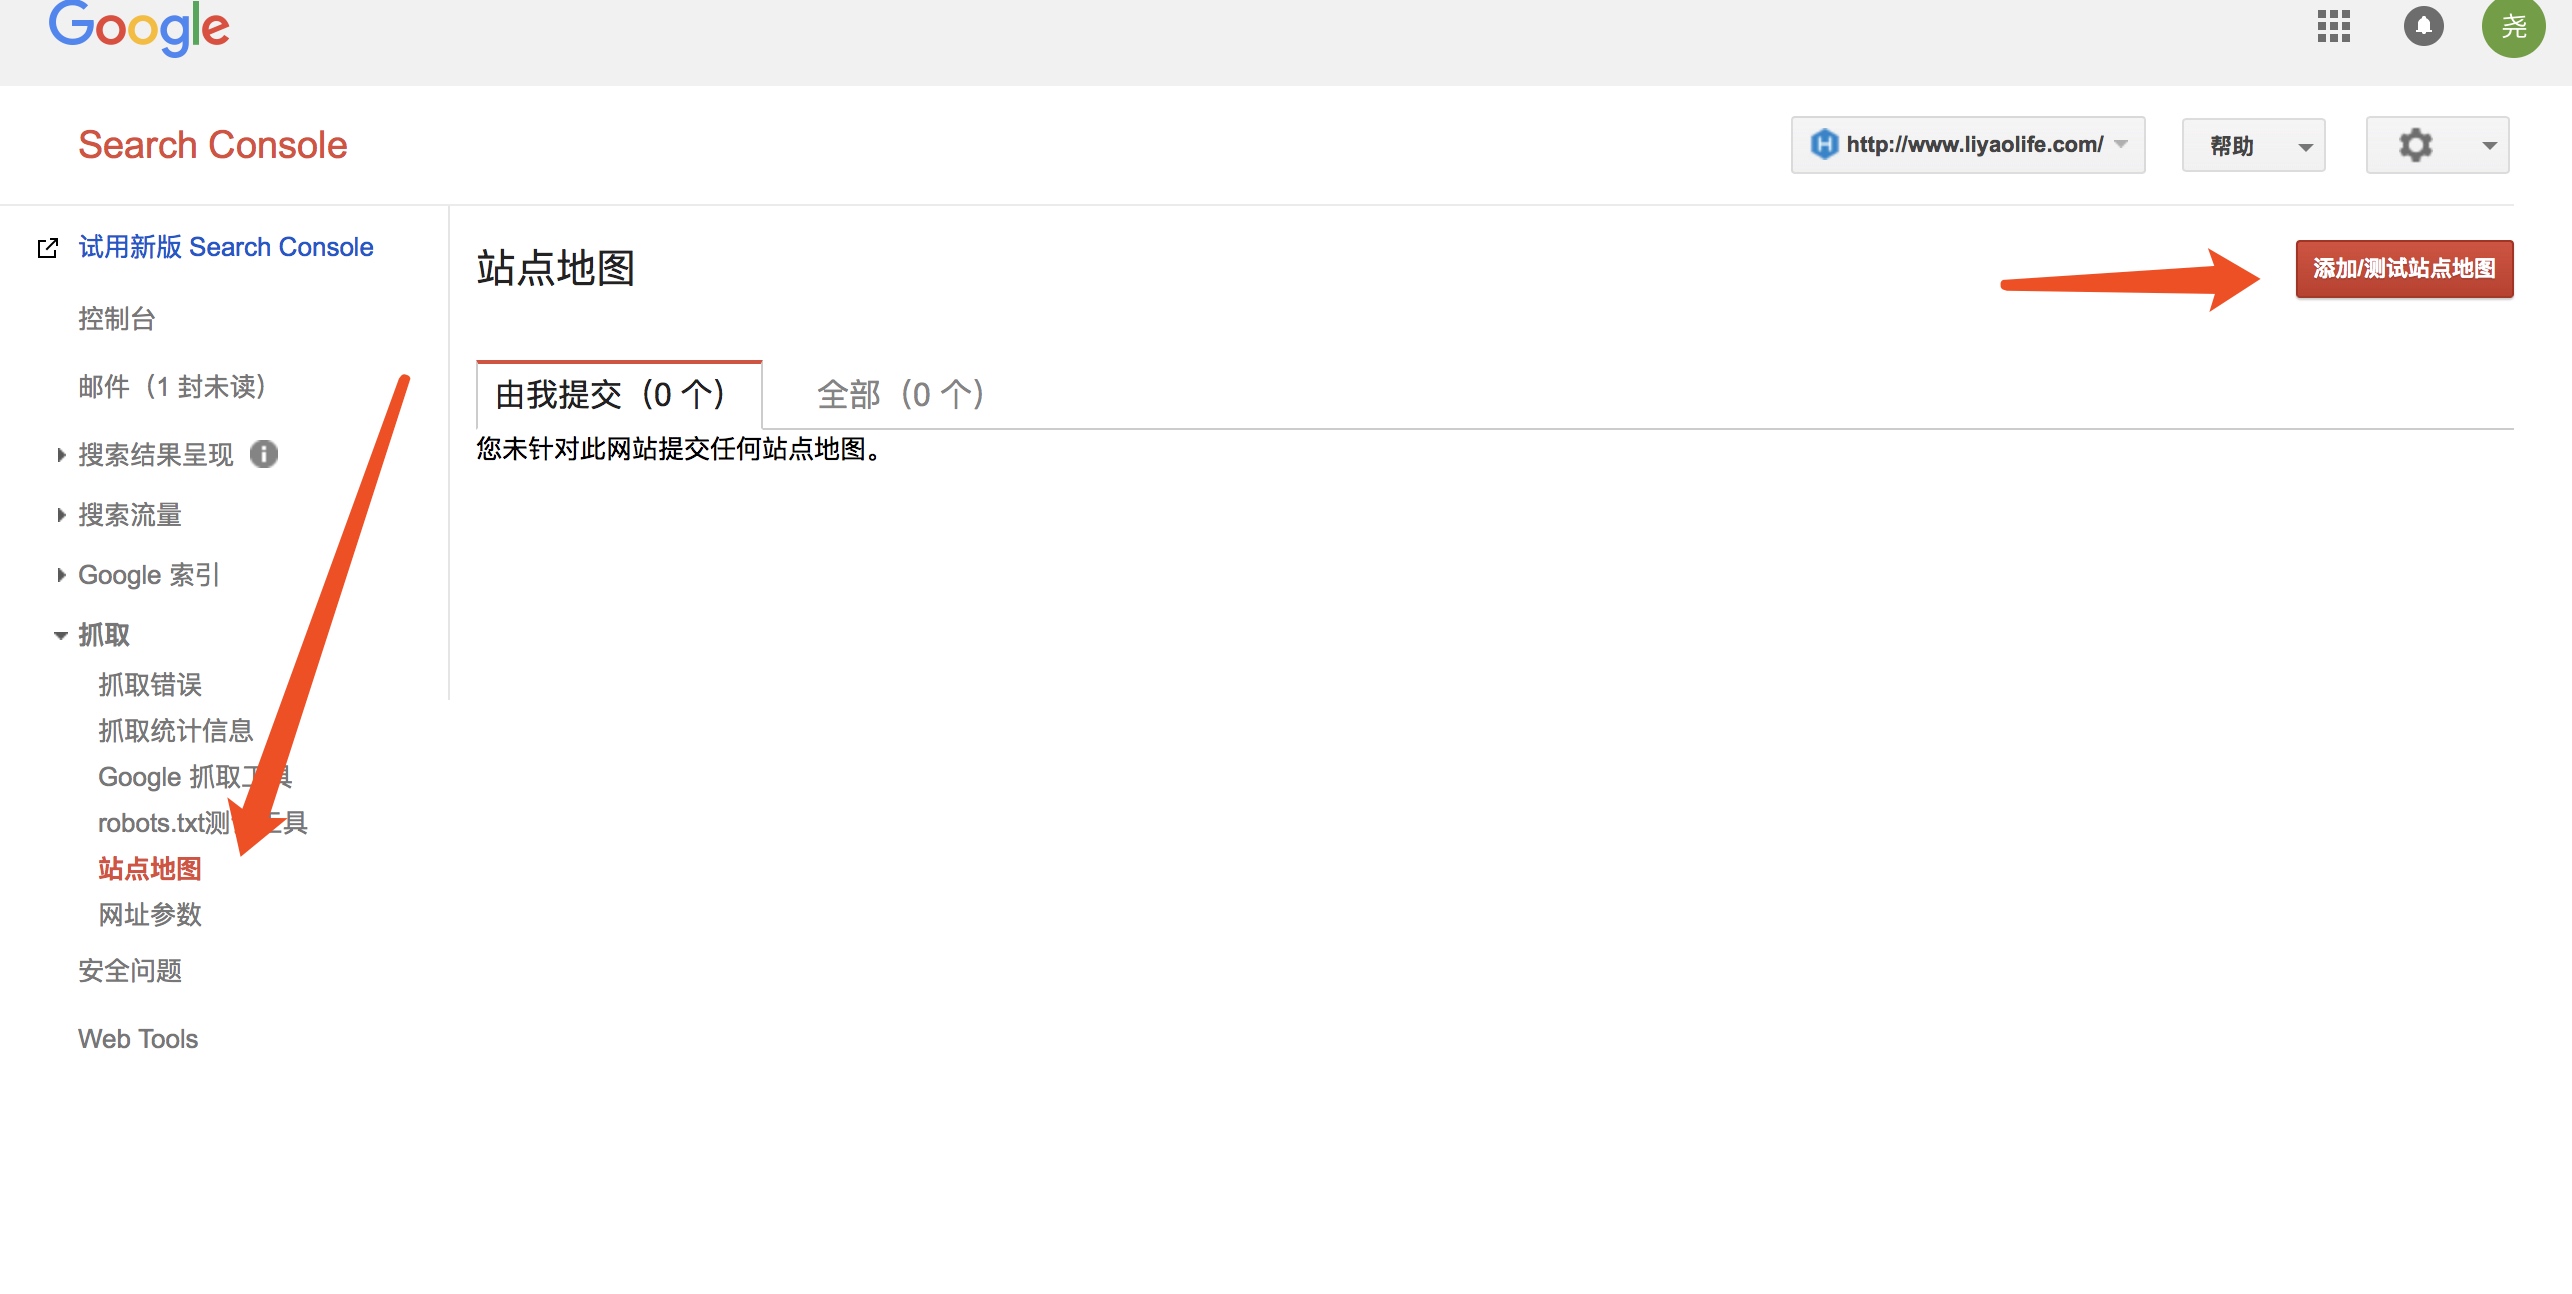 Google
尧
Search Console
http://www.liyaolife.com/
帮助
试用新版 Search Console
控制台
邮件（1 封未读）
搜索结果呈现
搜索流量
Google 索引
抓取
抓取错误
抓取统计信息
Google 抓取工具
robots.txt测试工具
站点地图
网址参数
安全问题
Web Tools
站点地图
添加/测试站点地图
由我提交（0 个）
全部（0 个）
您未针对此网站提交任何站点地图。